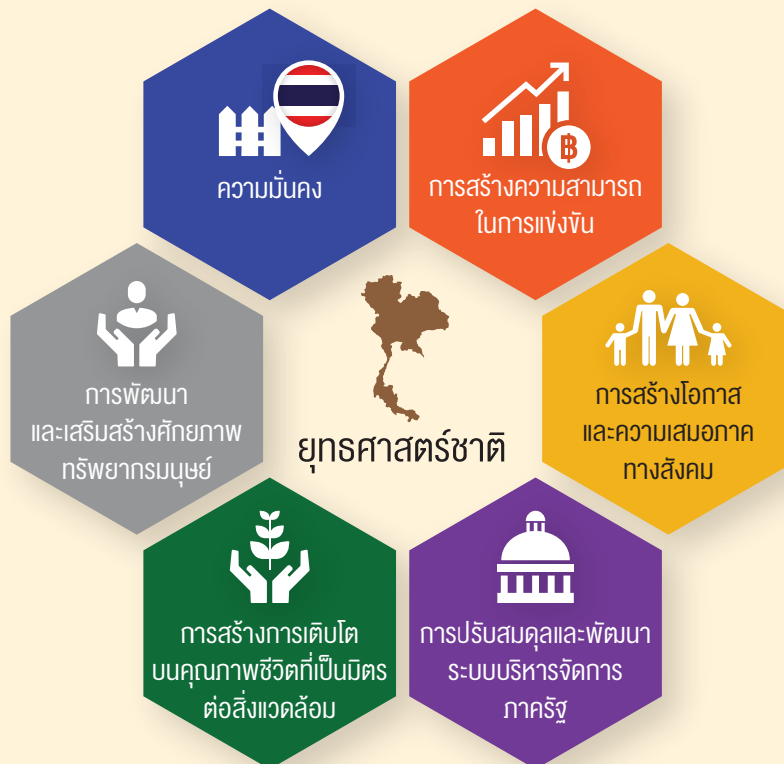 ความมั่นคง
การสร้างความสามารถ
ในการแข่งขัน
การพัฒนา
และเสริมสร้างศักยภาพ
ทรัพยากรมนุษย์
การสร้างโอกาส
และความเสมอภาค
ทางสังคม
ยุทธศาสตร์ชาติ
การสร้างการเติบโต
บนคุณภาพชีวิตที่เป็นมิตร
ต่อสิ่งแวดล้อม
การปรับสมดุลและพัฒนา
ระบบบริหารจัดการ
ภาครัฐ